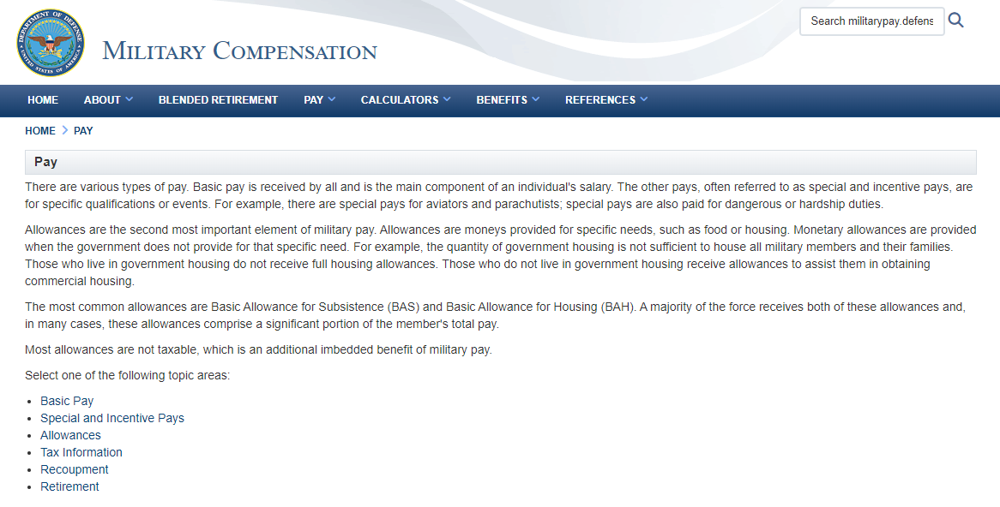 DEPARTMENT OF DEFENSE
UNITED STATES OF AMERICA
MILITARY COMPENSATION
Search militarypay.defens
HOME ABOUT BLENDED RETIREMENT PAY CALCULATORS BENEFITS REFERENCES
HOME > PAY
Pay
There are various types of pay. Basic pay is received by all and is the main component of an individual's salary. The other pays, often referred to as special and incentive pays, are
for specific qualifications or events. For example, there are special pays for aviators and parachutists; special pays are also paid for dangerous or hardship duties.
Allowances are the second most important element of military pay. Allowances are moneys provided for specific needs, such as food or housing. Monetary allowances are provided
when the government does not provide for that specific need. For example, the quantity of government housing is not sufficient to house all military members and their families.
Those who live in government housing do not receive full housing allowances. Those who do not live in government housing receive allowances to assist them in obtaining
commercial housing.
The most common allowances are Basic Allowance for Subsistence (BAS) and Basic Allowance for Housing (BAH). A majority of the force receives both of these allowances and,
in many cases, these allowances comprise a significant portion of the member's total pay.
Most allowances are not taxable, which is an additional imbedded benefit of military pay.
Select one of the following topic areas:
• Basic Pay
• Special and Incentive Pays
• Allowances
• Tax Information
• Recoupment
• Retirement